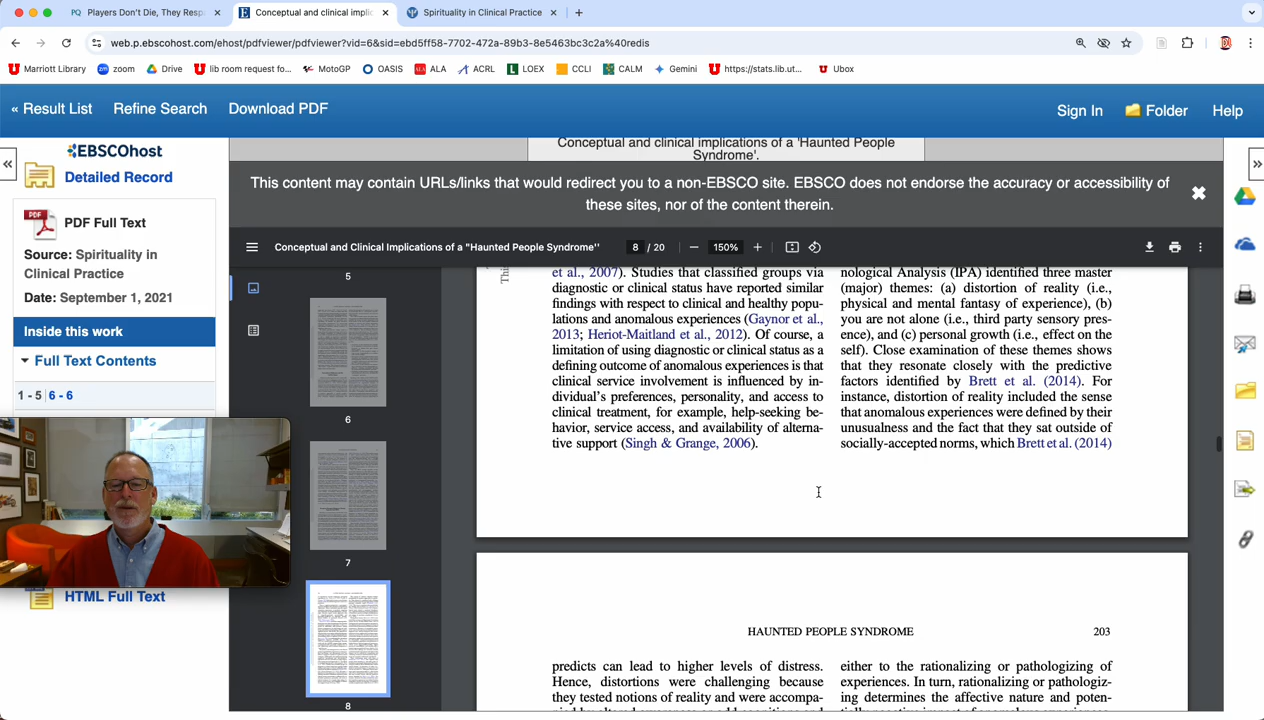 Players Don't Die, They Resp
Conceptual and clinical implic
Spirituality in Clinical Practice
web.p.ebscohost.com/ehost/pdfviewer/pdfviewer?vid=6&sid=ebd5ff58-7702-472a-89b3-8e5463bc3c2a%40redis
Marriott Library
zoom
Drive
lib room request fo...
MotoGP
OASIS
ALA
ACRL
LOEX
CCLI
CALM
Gemini
https://stats.lib.ut...
Ubox
« Result List
Refine Search
Download PDF
Sign In
Folder
Help
EBSCOhost
Detailed Record
PDF
PDF Full Text
Source: Spirituality in
Clinical Practice
Date: September 1, 2021
Inside this work
Full Text Contents
1 - 5 | 6 - 6
HTML Full Text
Conceptual and clinical implications of a 'Haunted People
Syndrome'.
This content may contain URLs/links that would redirect you to a non-EBSCO site. EBSCO does not endorse the accuracy or accessibility of
these sites, nor of the content therein.
Conceptual and Clinical Implications of a "Haunted People Syndrome"
8 / 20
150%
5
6
7
8
et al., 2007). Studies that classified groups via
diagnostic or clinical status have reported similar
findings with respect to clinical and healthy popu-
lations and anomalous experiences (Gaynor et al.,
2013; Heriot-Maitland et al., 2012). Of course, a
limitation of using diagnostic or clinical status as a
defining outcome of anomalous experiences is that
clinical service involvement is influenced by in-
dividual's preferences, personality, and access to
clinical treatment, for example, help-seeking be-
havior, service access, and availability of alterna-
tive support (Singh & Grange, 2006).
nological Analysis (IPA) identified three master
(major) themes: (a) distortion of reality (i.e.,
physical and mental fantasy of experience), (b)
you are not alone (i.e., third party sensory pres-
ence), and (c) personal growth (i.e., effect on the
self). Close examination of these themes shows
that they resonate closely with the predictive
factors identified by Brett et al. (2014). For
instance, distortion of reality included the sense
that anomalous experiences were defined by their
unusualness and the fact that they sat outside of
socially-accepted norms, which Brett et al. (2014)
HAUNTED PEOPLE SYNDROME
203
predicts can lead to higher levels of distress.
Hence, distortions were challenging because
they tested notions of reality and were accompa-
either to the rationalizing or pathologizing of
experiences. In turn, rationalizing or pathologiz-
ing determines the affective nature and poten-